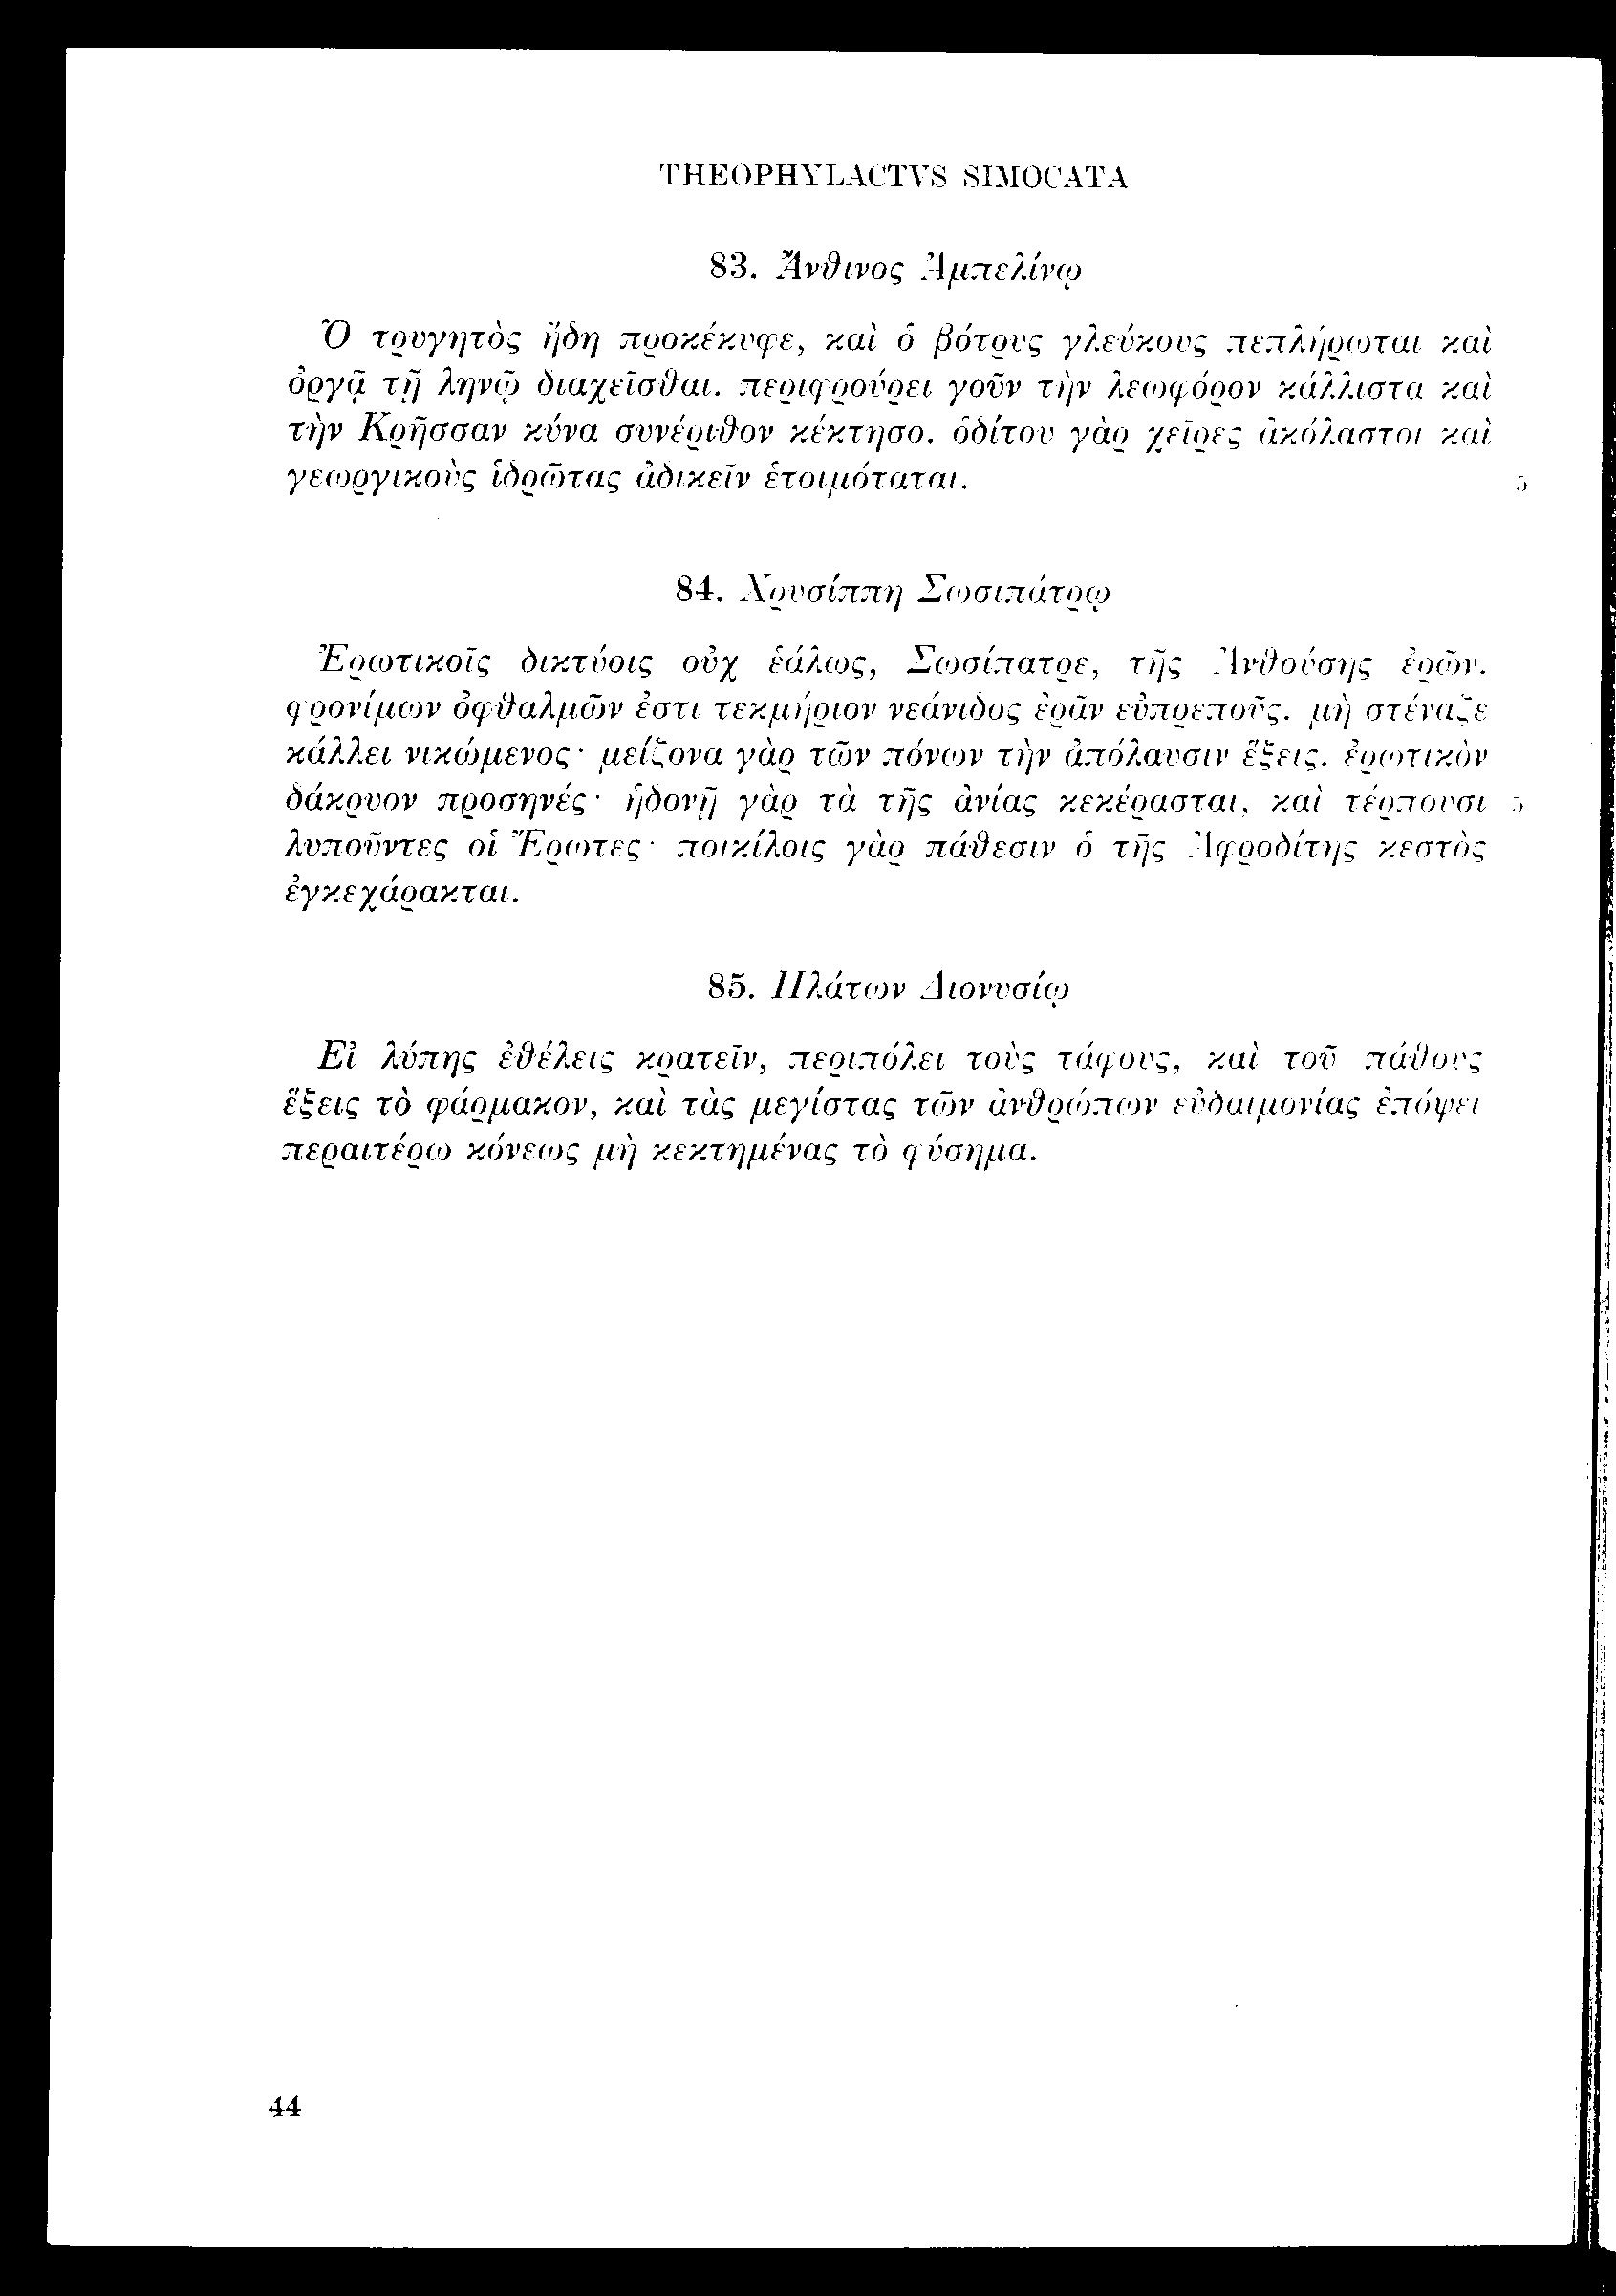 THEOPHYLACTVS SIMOCATA
83. Ἄνθινος Ἀμπελίνῳ
Ὁ τρυγητὸς ἤδη προκέκυφε, καὶ ὁ βότρυς γλεύκους πεπλήρωται καὶ
ὀργᾷ τῇ ληνῷ διαχεῖσθαι. περιφρούρει γοῦν τὴν λεωφόρον κάλλιστα καὶ
τὴν Κρῆσσαν κύνα συνέριθον κέκτησο. ὁδίτου γὰρ χεῖρες ἀκόλαστοι καὶ
γεωργικοὺς ἱδρῶτας ἀδικεῖν ἑτοιμόταται. 5
84. Χρυσίππη Σωσιπάτρῳ
Ἐρωτικοῖς δικτύοις οὐχ ἑάλως, Σωσίπατρε, τῆς Ἀνθούσης ἐρῶν.
φρονίμων ὀφθαλμῶν ἐστι τεκμήριον νεάνιδος ἐρᾶν εὐπρεποῦς. μὴ στέναζε
κάλλει νικώμενος· μείζονα γὰρ τῶν πόνων τὴν ἀπόλαυσιν ἕξεις. ἐρωτικὸν
δάκρυον προσηνές· ἡδονῇ γὰρ τὰ τῆς ἀνίας κεκέρασται, καὶ τέρπουσι 5
λυποῦντες οἱ Ἔρωτες· ποικίλοις γὰρ πάθεσιν ὁ τῆς Ἀφροδίτης κεστὸς
ἐγκεχάρακται.
85. Πλάτων Διονυσίῳ
Εἰ λύπης ἐθέλεις κρατεῖν, περιπόλει τοὺς τάφους, καὶ τοῦ πάθους
ἕξεις τὸ φάρμακον, καὶ τὰς μεγίστας τῶν ἀνθρώπων εὐδαιμονίας ἐπόψει
περαιτέρω κόνεως μὴ κεκτημένας τὸ φύσημα.
44